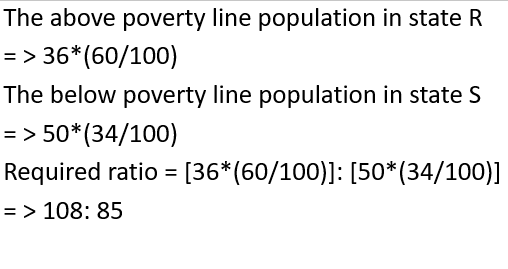 The above poverty line population in state R
= > 36*(60/100)
The below poverty line population in state S
= > 50*(34/100)
Required ratio = [36*(60/100)]: [50*(34/100)]
= > 108: 85